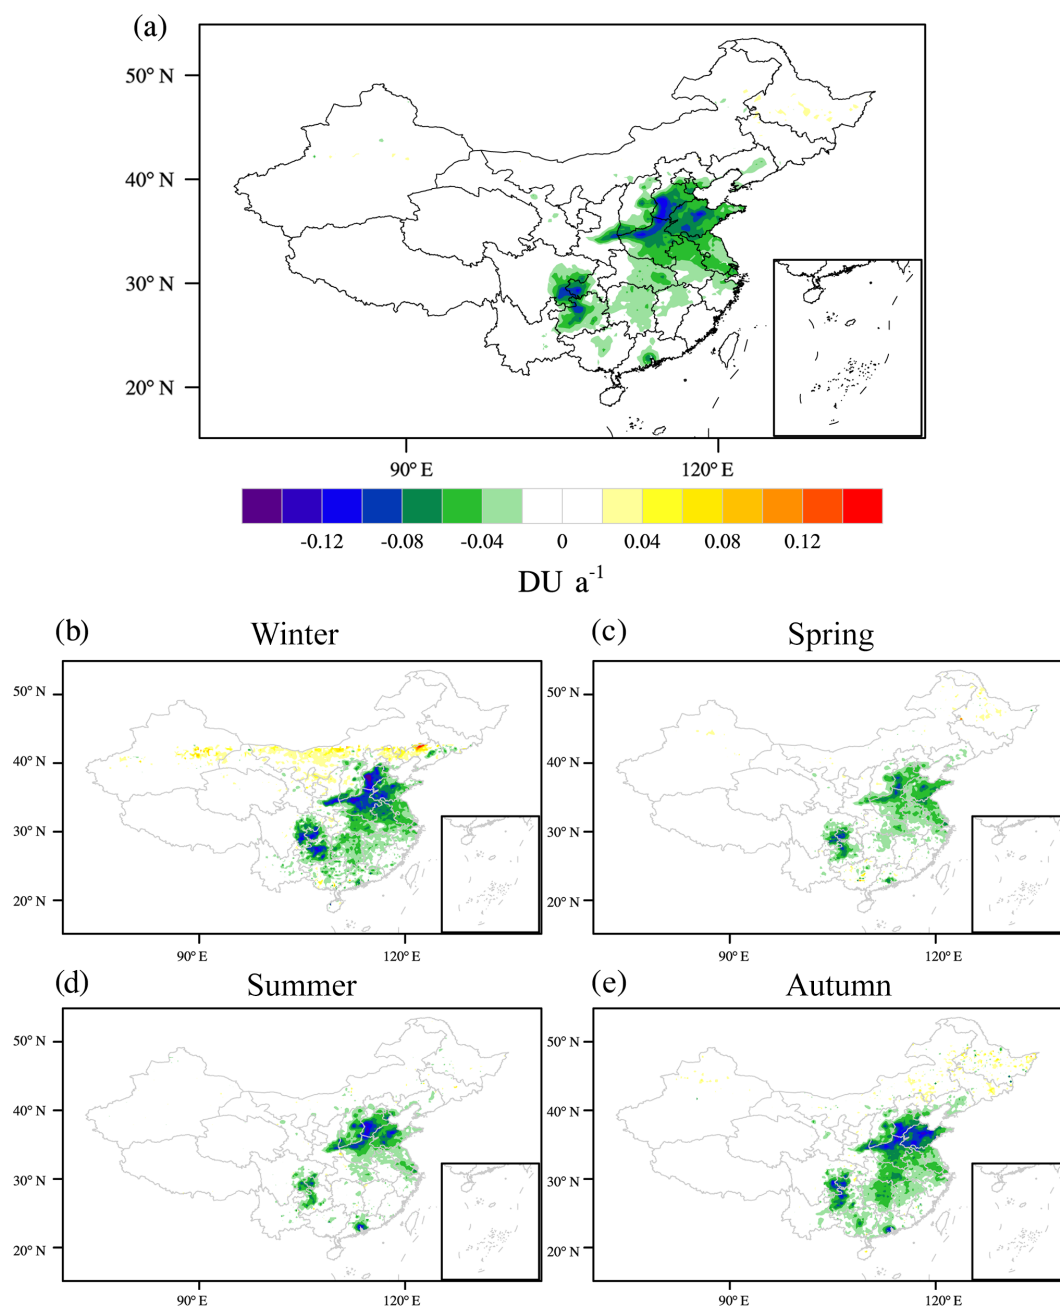 (a)
50° N
40° N
30° N
20° N
90° E 120° E
-0.12 -0.08 -0.04 0 0.04 0.08 0.12
DU a⁻¹
(b) Winter
50° N
40° N
30° N
20° N
90° E 120° E
(c) Spring
50° N
40° N
30° N
20° N
90° E 120° E
(d) Summer
50° N
40° N
30° N
20° N
90° E 120° E
(e) Autumn
50° N
40° N
30° N
20° N
90° E 120° E